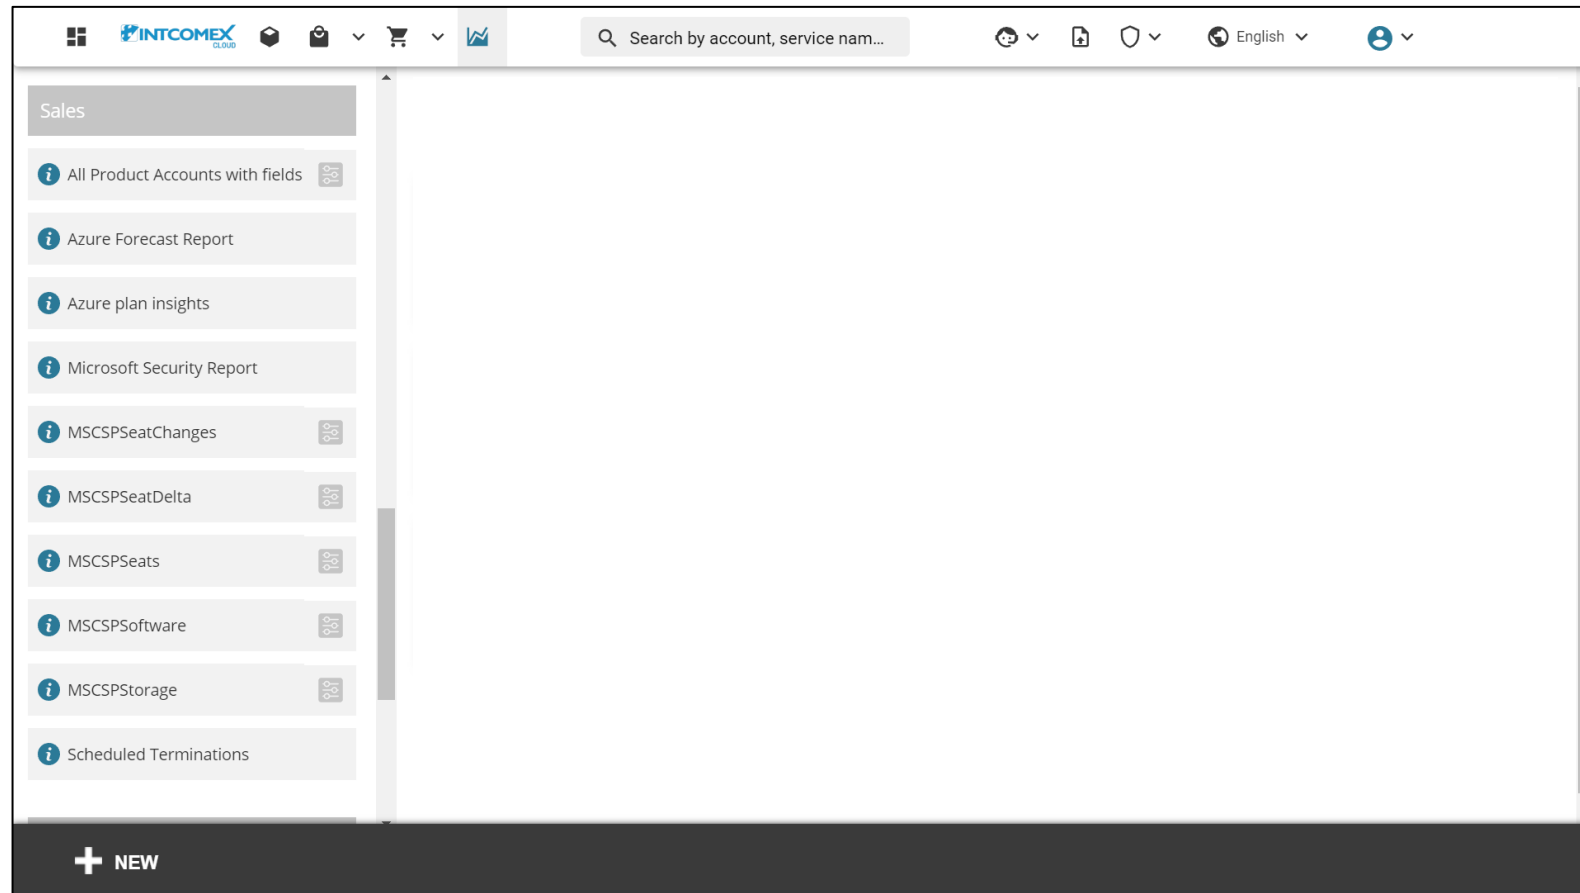 INTCOMEX
CLOUD
Search by account, service nam...
English
Sales
All Product Accounts with fields
Azure Forecast Report
Azure plan insights
Microsoft Security Report
MSCSPSeatChanges
MSCSPSeatDelta
MSCSPSeats
MSCSPSoftware
MSCSPStorage
Scheduled Terminations
NEW